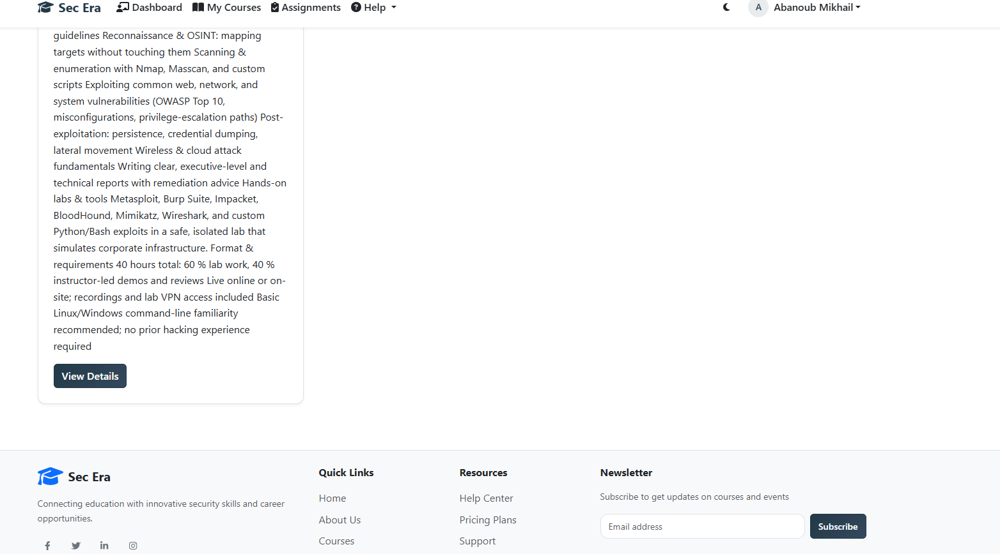 Sec Era
Dashboard
My Courses
Assignments
Help
A
Abanoub Mikhail
guidelines Reconnaissance & OSINT: mapping
targets without touching them Scanning &
enumeration with Nmap, Masscan, and custom
scripts Exploiting common web, network, and
system vulnerabilities (OWASP Top 10,
misconfigurations, privilege-escalation paths) Post-
exploitation: persistence, credential dumping,
lateral movement Wireless & cloud attack
fundamentals Writing clear, executive-level and
technical reports with remediation advice Hands-on
labs & tools Metasploit, Burp Suite, Impacket,
BloodHound, Mimikatz, Wireshark, and custom
Python/Bash exploits in a safe, isolated lab that
simulates corporate infrastructure. Format &
requirements 40 hours total: 60 % lab work, 40 %
instructor-led demos and reviews Live online or on-
site; recordings and lab VPN access included Basic
Linux/Windows command-line familiarity
recommended; no prior hacking experience
required
View Details
Sec Era
Connecting education with innovative security skills and career
opportunities.
Quick Links
Home
About Us
Courses
Resources
Help Center
Pricing Plans
Support
Newsletter
Subscribe to get updates on courses and events
Email address
Subscribe